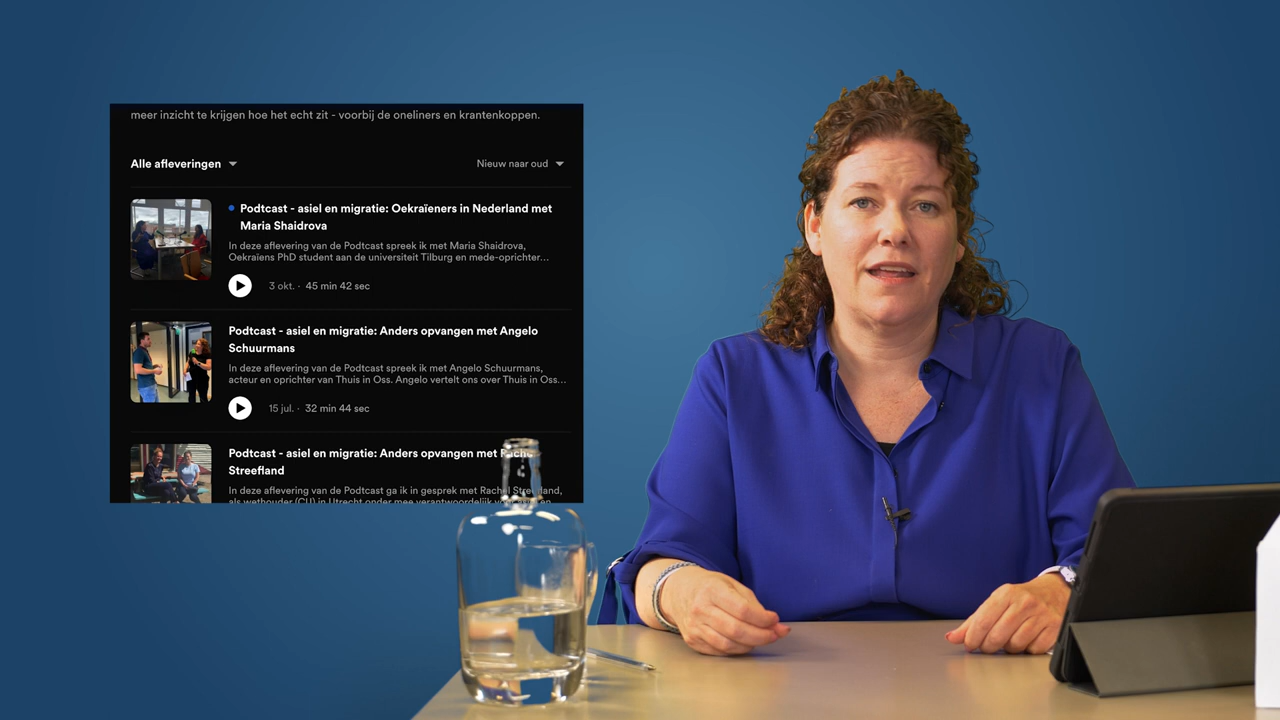 meer inzicht te krijgen hoe het echt zit - voorbij de oneliners en krantenkoppen.
Alle afleveringen
Nieuw naar oud
Podtcast - asiel en migratie: Oekraïeners in Nederland met
Maria Shaidrova
In deze aflevering van de Podtcast spreek ik met Maria Shaidrova,
Oekraïens PhD student aan de universiteit Tilburg en mede-oprichter...
3 okt. · 45 min 42 sec
Podtcast - asiel en migratie: Anders opvangen met Angelo
Schuurmans
In deze aflevering van de Podtcast spreek ik met Angelo Schuurmans,
acteur en oprichter van Thuis in Oss. Angelo vertelt ons over Thuis in Oss...
15 jul. · 32 min 44 sec
Podtcast - asiel en migratie: Anders opvangen met
Streefland
In deze aflevering van de Podtcast ga ik in gesprek met Rachel Streefland,
als wethouder (CU) in Utrecht onder mee verantwoordelijk